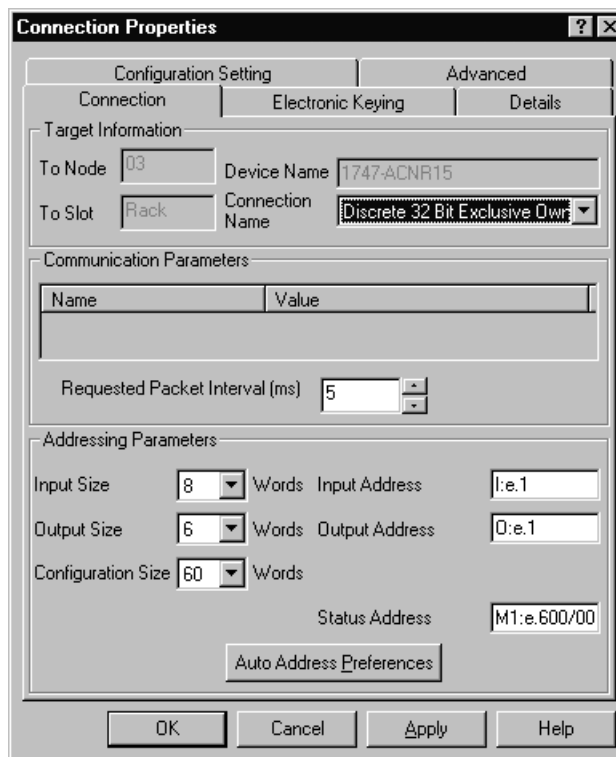 Connection Properties
Configuration Setting Advanced
Connection Electronic Keying Details
Target Information
To Node 03 Device Name 1747-ACNR15
To Slot Rack Connection Name Discrete 32 Bit Exclusive Owr
Communication Parameters
Name Value
Requested Packet Interval (ms) 5
Addressing Parameters
Input Size 8 Words Input Address I:e.1
Output Size 6 Words Output Address O:e.1
Configuration Size 60 Words
Status Address M1:e.600/00
Auto Address Preferences
OK Cancel Apply Help